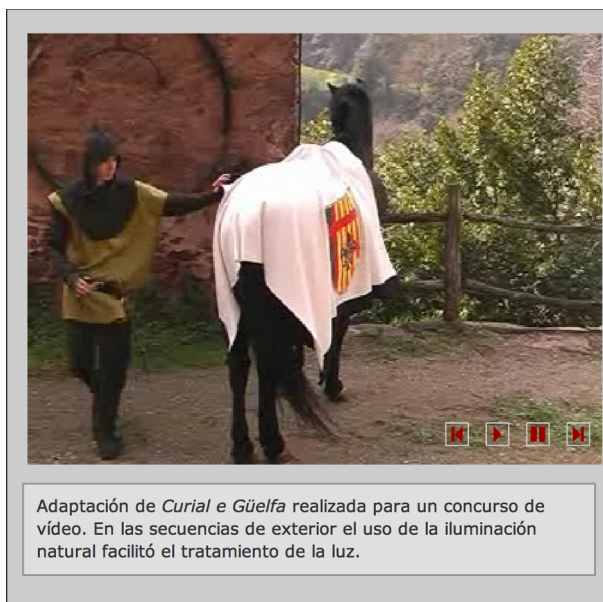 Adaptación de Curial e Güelfa realizada para un concurso de
vídeo. En las secuencias de exterior el uso de la iluminación
natural facilitó el tratamiento de la luz.